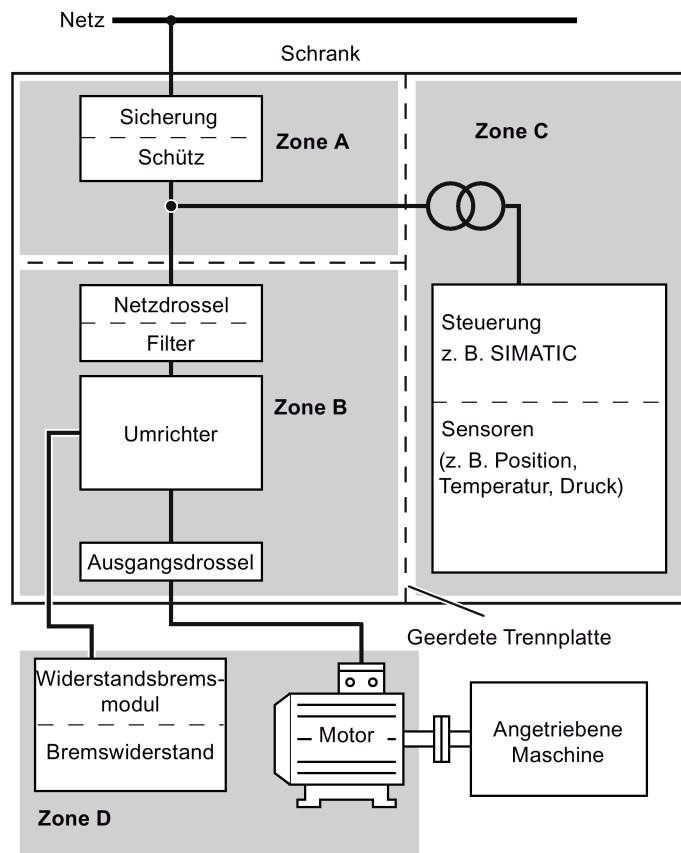 Netz
Schrank
Sicherung
Schütz
Zone A
Zone C
Netzdrossel
Filter
Umrichter
Zone B
Ausgangsdrossel
Steuerung
z. B. SIMATIC
Sensoren
(z. B. Position,
Temperatur, Druck)
Geerdete Trennplatte
Widerstandsbrems-
modul
Bremswiderstand
Zone D
Motor
Angetriebene
Maschine